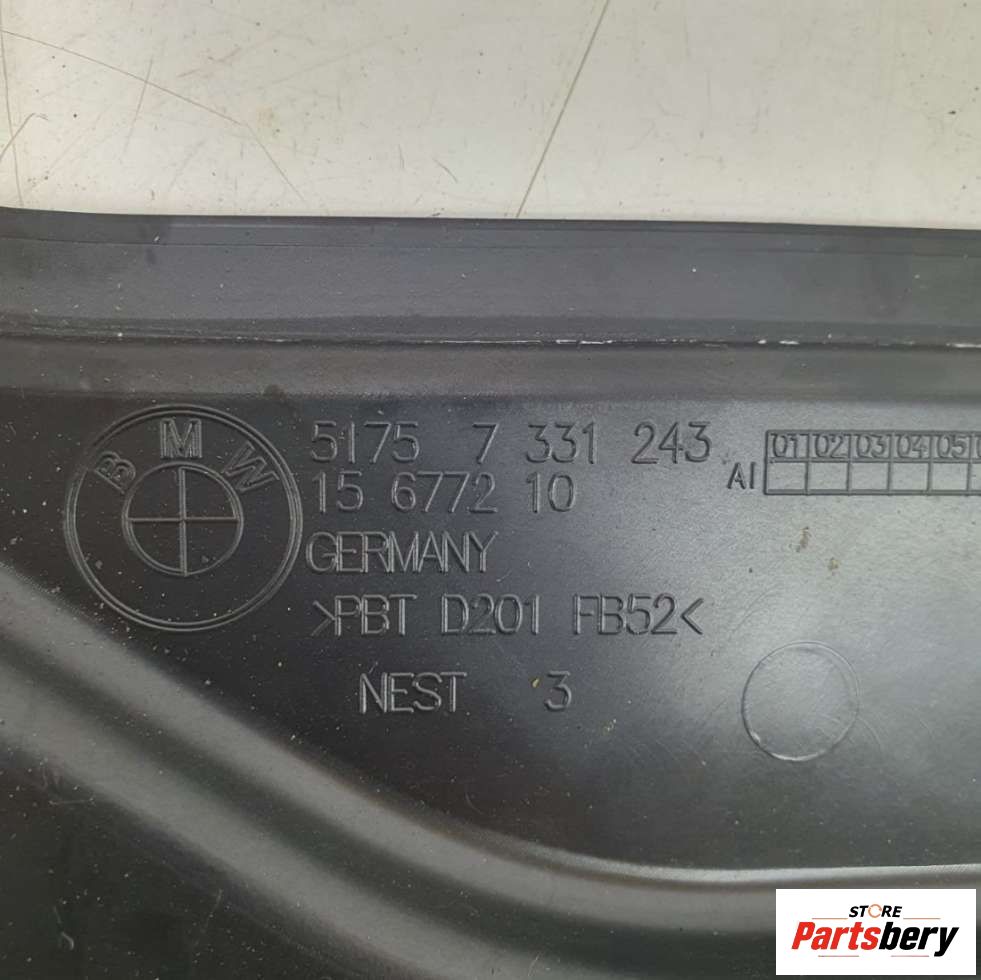 BMW
5175 7 331 243
15 6772 10
GERMANY
>PBT D201 FB52<
NEST 3
AI 01 02 03 04 05
STORE
Partsbery